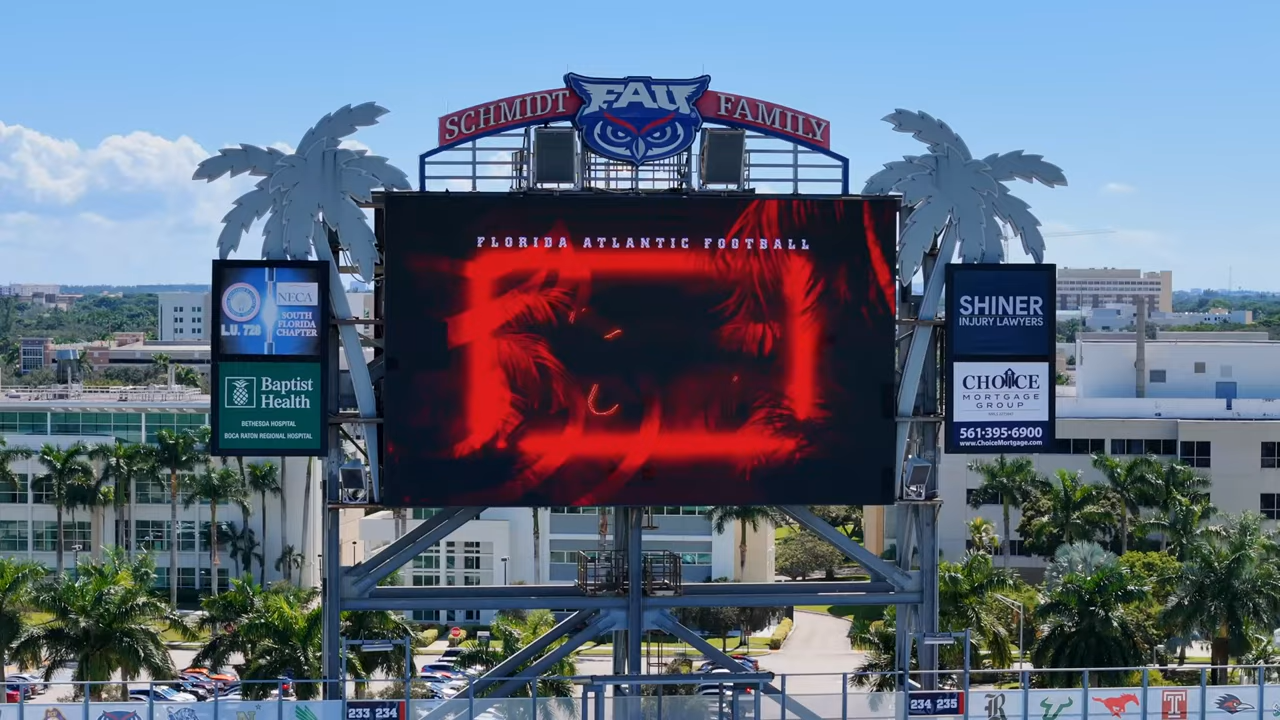 SCHMIDT FAU FAMILY
FLORIDA ATLANTIC FOOTBALL
L.U. 728
NECA
SOUTH
FLORIDA
CHAPTER
Baptist
Health
BETHESDA HOSPITAL
BOCA RATON REGIONAL HOSPITAL
SHINER
INJURY LAWYERS
CHOICE
MORTGAGE
GROUP
561·395·6900
www.ChoiceMortgage.com
233 234
234 235
R
T